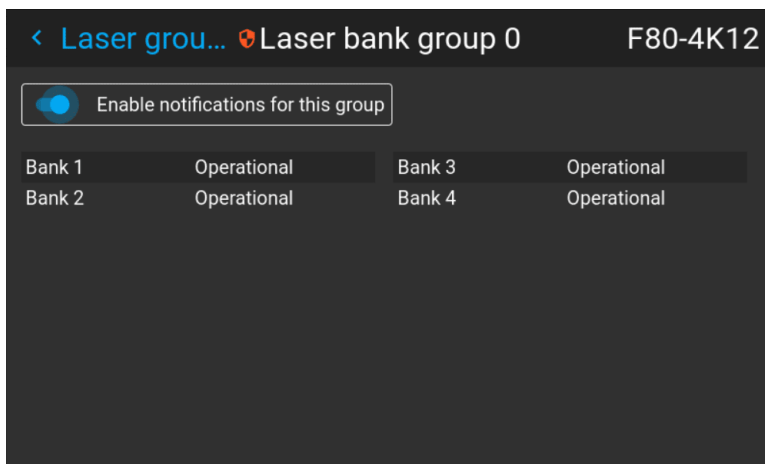 Laser grou... Laser bank group 0 F80-4K12
Enable notifications for this group
Bank 1 Operational Bank 3 Operational
Bank 2 Operational Bank 4 Operational